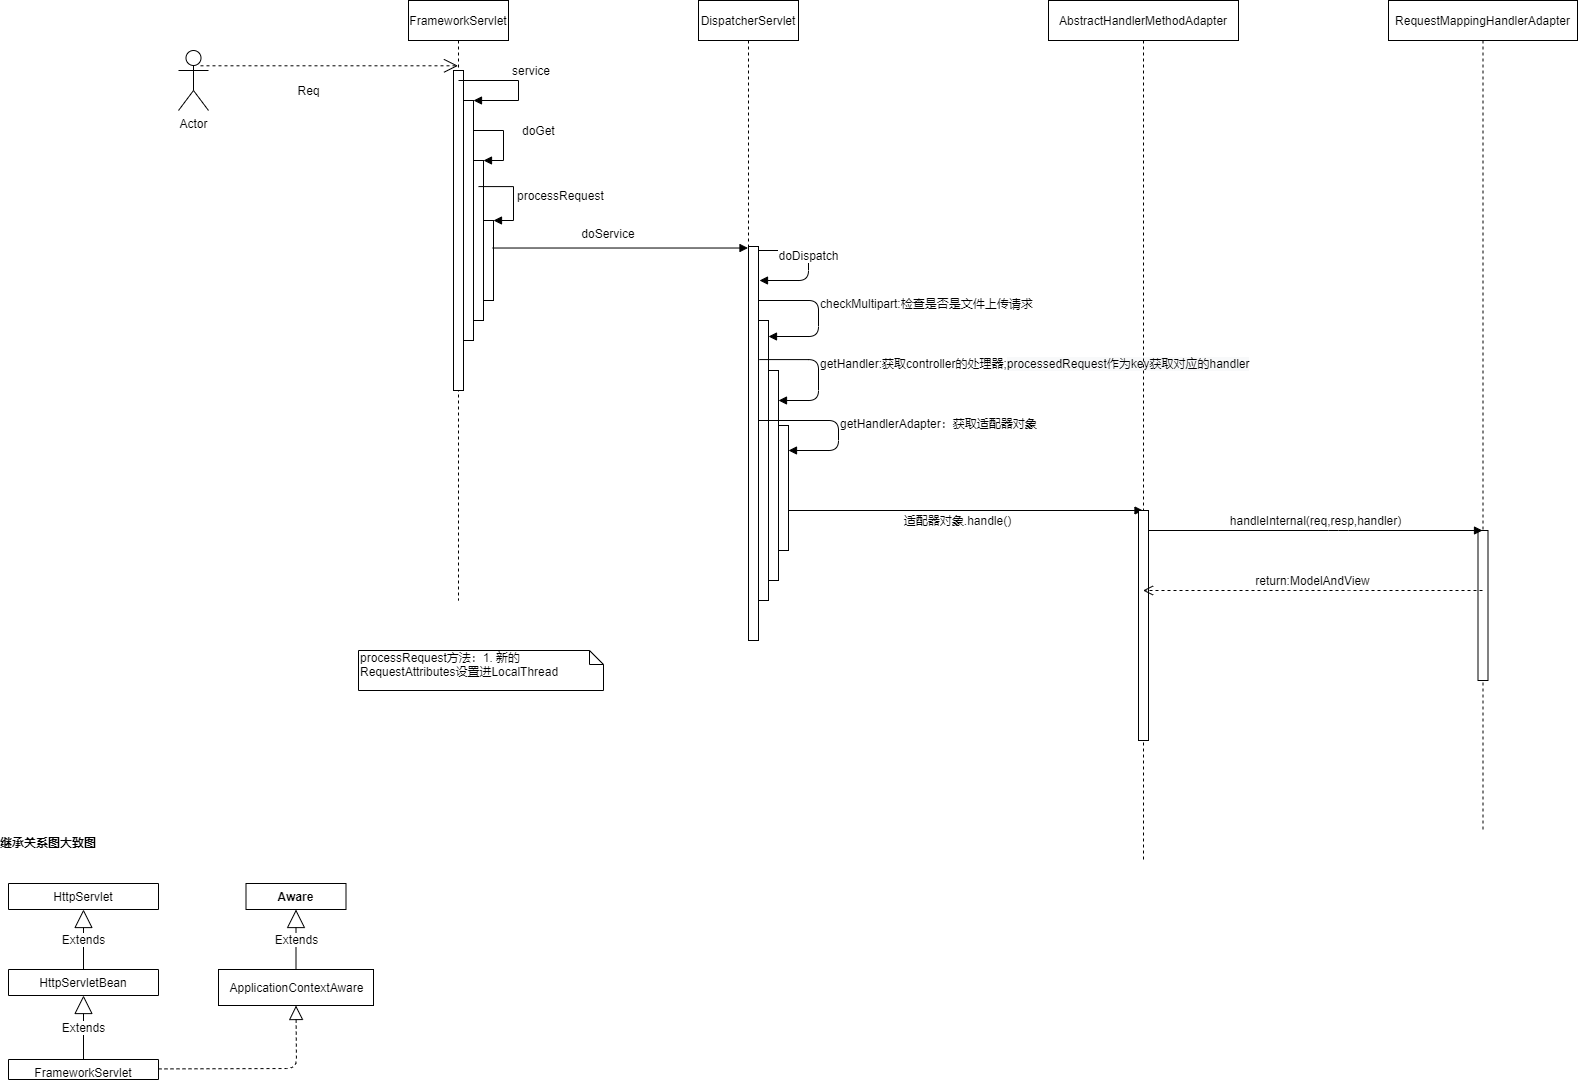 FrameworkServlet
DispatcherServlet
AbstractHandlerMethodAdapter
RequestMappingHandlerAdapter
service
Req
Actor
doGet
processRequest
doService
doDispatch
checkMultipart:检查是否是文件上传请求
getHandler:获取controller的处理器;processedRequest作为key获取对应的handler
getHandlerAdapter：获取适配器对象
适配器对象.handle()
handleInternal(req,resp,handler)
return:ModelAndView
processRequest方法：1. 新的
RequestAttributes设置进LocalThread
继承关系图大致图
HttpServlet
Aware
Extends
Extends
HttpServletBean
ApplicationContextAware
Extends
FrameworkServlet